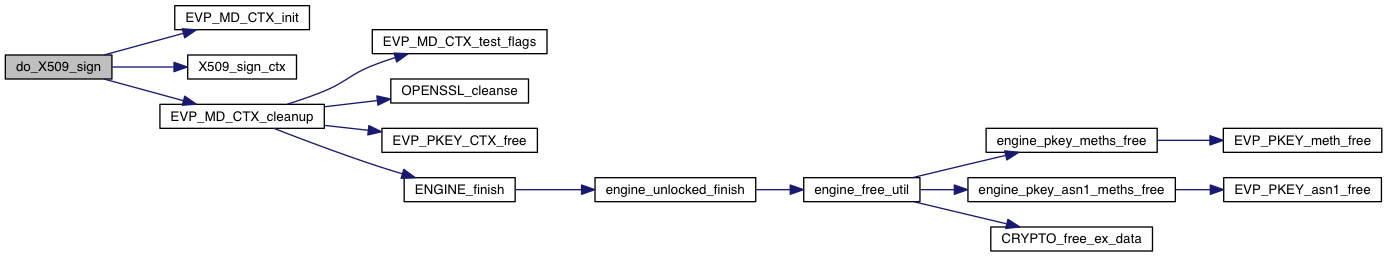 do_X509_sign
EVP_MD_CTX_init
X509_sign_ctx
EVP_MD_CTX_cleanup
EVP_MD_CTX_test_flags
OPENSSL_cleanse
EVP_PKEY_CTX_free
ENGINE_finish
engine_unlocked_finish
engine_free_util
engine_pkey_meths_free
engine_pkey_asn1_meths_free
CRYPTO_free_ex_data
EVP_PKEY_meth_free
EVP_PKEY_asn1_free